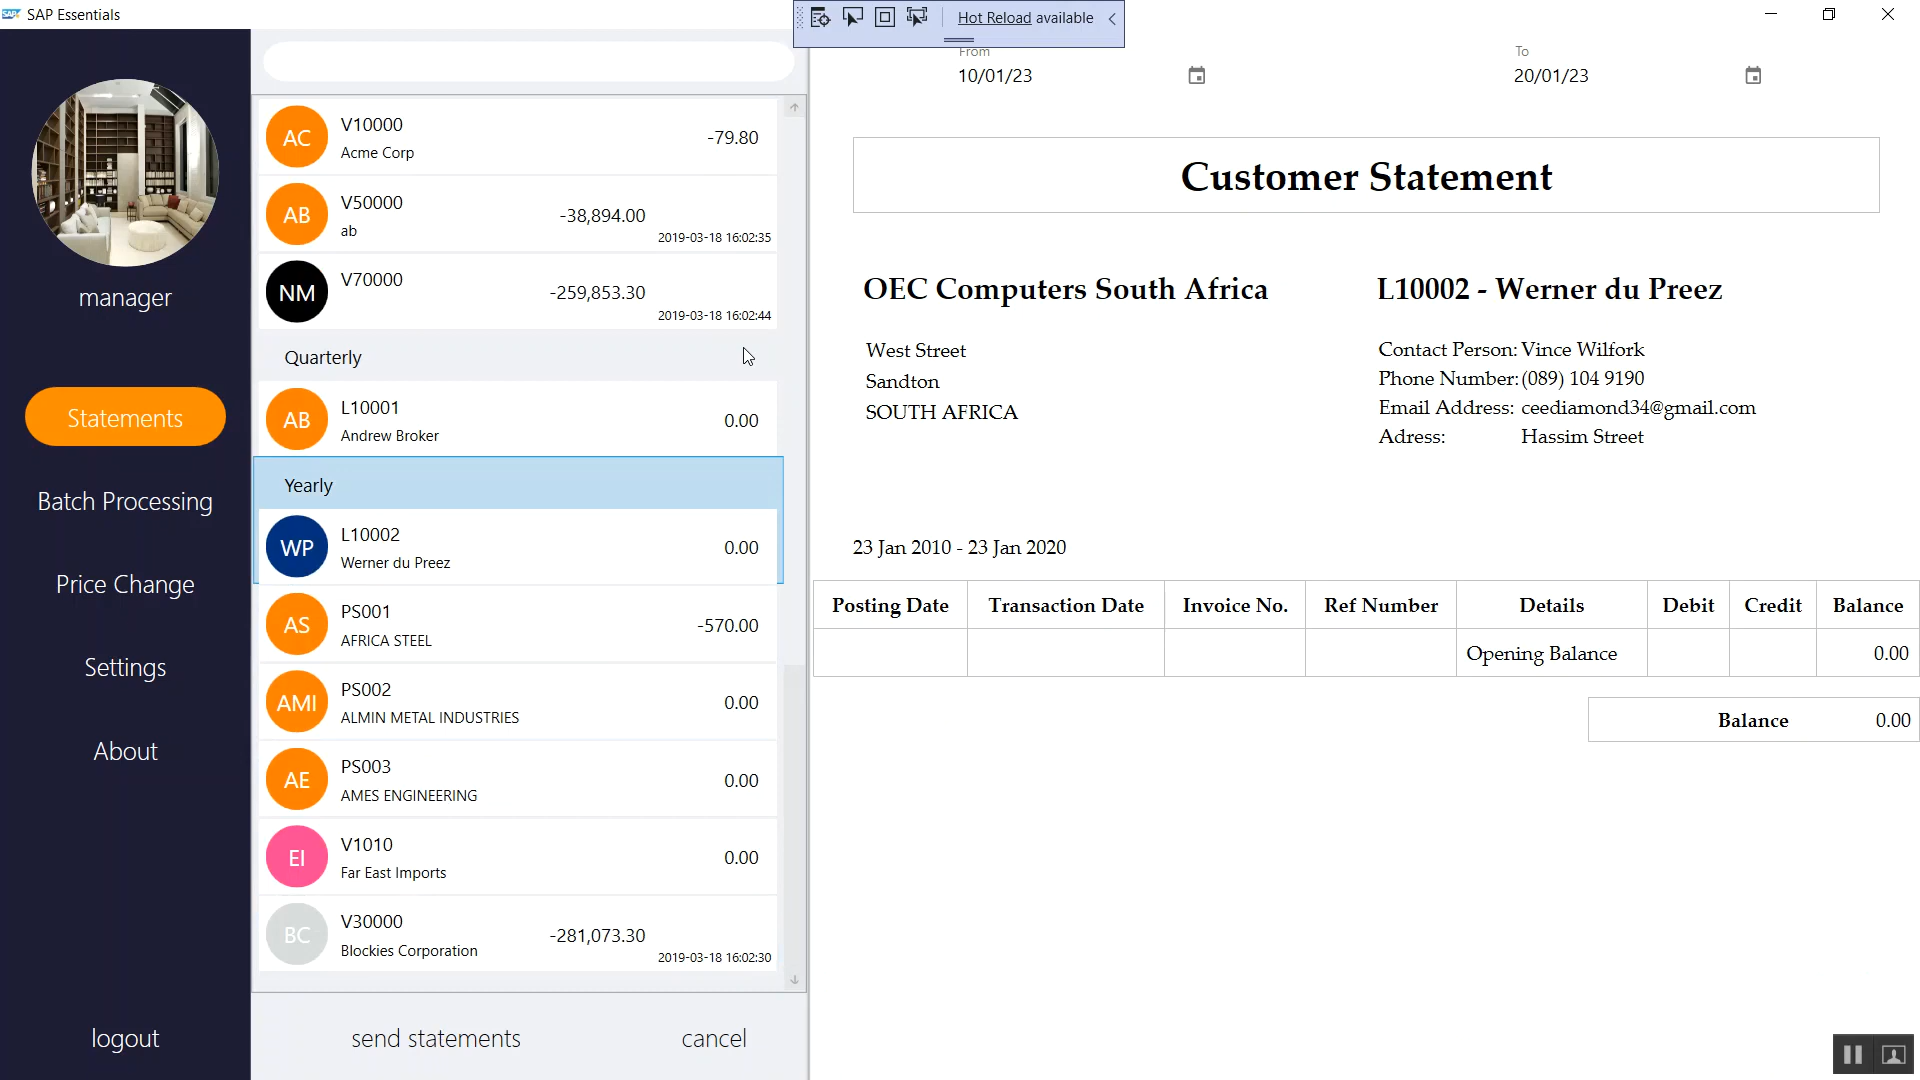 SAP SAP Essentials
Hot Reload available
manager
Statements
Batch Processing
Price Change
Settings
About
logout
AC V10000 -79.80
Acme Corp
AB V50000 -38,894.00
ab 2019-03-18 16:02:35
NM V70000 -259,853.30
2019-03-18 16:02:44
Quarterly
AB L10001 0.00
Andrew Broker
Yearly
WP L10002 0.00
Werner du Preez
AS PS001 -570.00
AFRICA STEEL
AMI PS002 0.00
ALMIN METAL INDUSTRIES
AE PS003 0.00
AMES ENGINEERING
EI V1010 0.00
Far East Imports
BC V30000 -281,073.30
Blockies Corporation 2019-03-18 16:02:30
send statements cancel
From To
10/01/23 20/01/23
Customer Statement
OEC Computers South Africa
West Street
Sandton
SOUTH AFRICA
L10002 - Werner du Preez
Contact Person: Vince Wilfork
Phone Number: (089) 104 9190
Email Address: ceediamond34@gmail.com
Adress: Hassim Street
23 Jan 2010 - 23 Jan 2020
Posting Date Transaction Date Invoice No. Ref Number Details Debit Credit Balance
Opening Balance 0.00
Balance 0.00